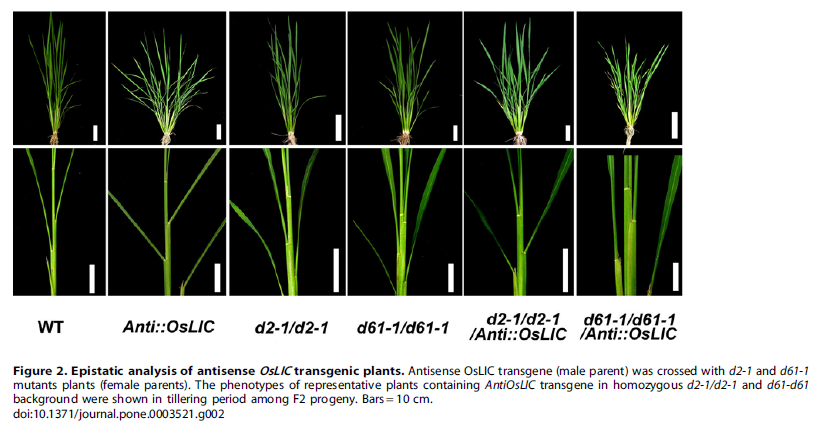 WT
Anti::OsLIC
d2-1/d2-1
d61-1/d61-1
d2-1/d2-1
/Anti::OsLIC
d61-1/d61-1
/Anti::OsLIC
Figure 2. Epistatic analysis of antisense OsLIC transgenic plants. Antisense OsLIC transgene (male parent) was crossed with d2-1 and d61-1
mutants plants (female parents). The phenotypes of representative plants containing AntiOsLIC transgene in homozygous d2-1/d2-1 and d61-d61
background were shown in tillering period among F2 progeny. Bars = 10 cm.
doi:10.1371/journal.pone.0003521.g002